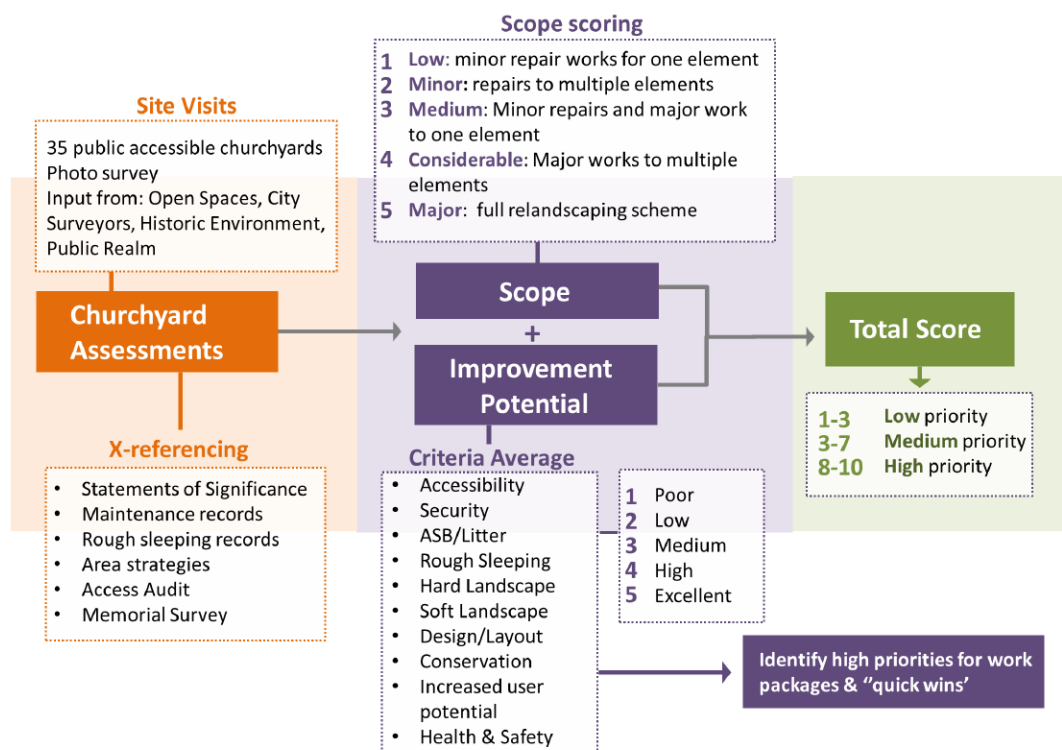 Scope scoring
1 Low: minor repair works for one element
2 Minor: repairs to multiple elements
3 Medium: Minor repairs and major work
to one element
4 Considerable: Major works to multiple
elements
5 Major: full relandscaping scheme
Site Visits
35 public accessible churchyards
Photo survey
Input from: Open Spaces, City
Surveyors, Historic Environment,
Public Realm
Churchyard
Assessments
X-referencing
• Statements of Significance
• Maintenance records
• Rough sleeping records
• Area strategies
• Access Audit
• Memorial Survey
Scope
+
Improvement
Potential
Criteria Average
• Accessibility
• Security
• ASB/Litter
• Rough Sleeping
• Hard Landscape
• Soft Landscape
• Design/Layout
• Conservation
• Increased user
potential
• Health & Safety
1 Poor
2 Low
3 Medium
4 High
5 Excellent
Total Score
1-3 Low priority
3-7 Medium priority
8-10 High priority
Identify high priorities for work
packages & “quick wins’